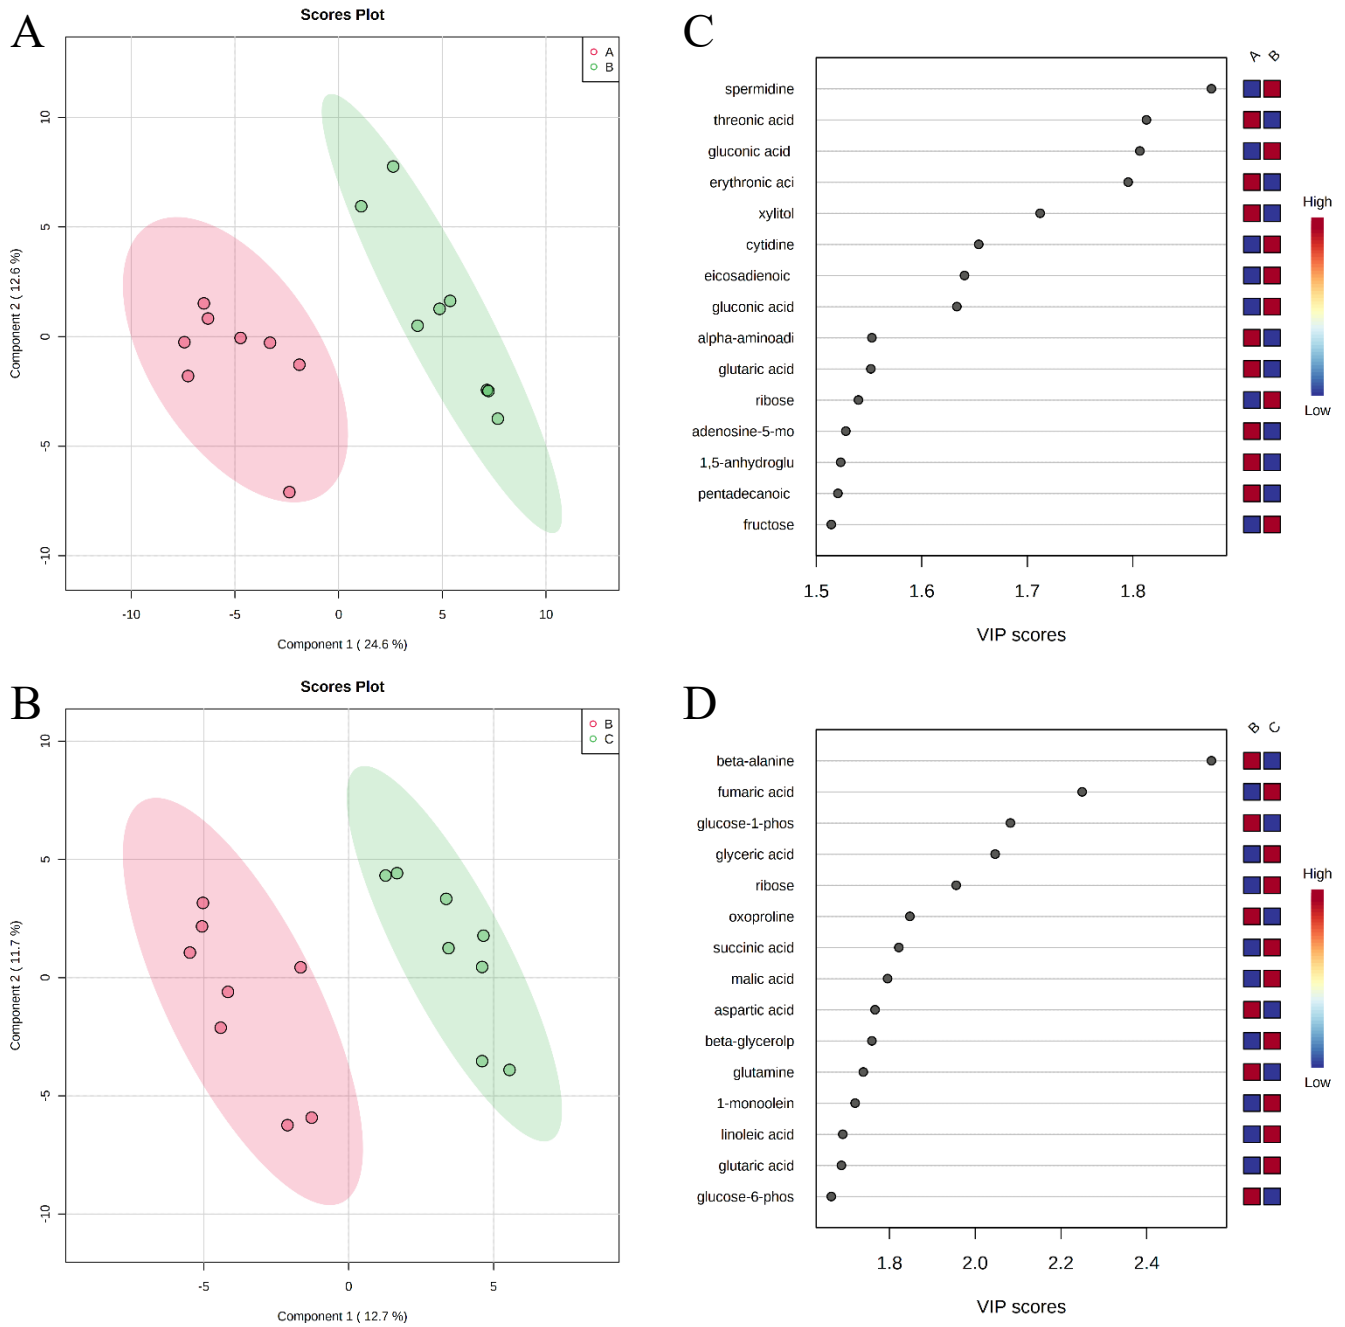 A
Scores Plot
A
B
10
5
0
-5
-10
Component 2 ( 12.6 %)
-10
-5
0
5
10
Component 1 ( 24.6 %)
C
A
B
spermidine
threonic acid
gluconic acid
erythronic aci
xylitol
cytidine
eicosadienoic
gluconic acid
alpha-aminoadi
glutaric acid
ribose
adenosine-5-mo
1,5-anhydroglu
pentadecanoic
fructose
High
Low
1.5
1.6
1.7
1.8
VIP scores
B
Scores Plot
B
C
10
5
0
-5
-10
Component 2 ( 11.7 %)
-5
0
5
Component 1 ( 12.7 %)
D
B
C
beta-alanine
fumaric acid
glucose-1-phos
glyceric acid
ribose
oxoproline
succinic acid
malic acid
aspartic acid
beta-glycerolp
glutamine
1-monoolein
linoleic acid
glutaric acid
glucose-6-phos
High
Low
1.8
2.0
2.2
2.4
VIP scores